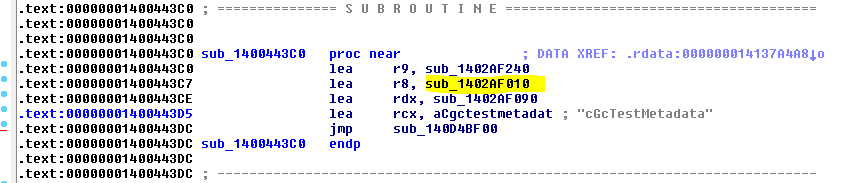 .text:00000001400443C0 ; =============== S U B R O U T I N E =======================================
.text:00000001400443C0
.text:00000001400443C0
.text:00000001400443C0 sub_1400443C0 proc near ; DATA XREF: .rdata:000000014137A4A8↓o
.text:00000001400443C0 lea r9, sub_1402AF240
.text:00000001400443C7 lea r8, sub_1402AF010
.text:00000001400443CE lea rdx, sub_1402AF090
.text:00000001400443D5 lea rcx, aCgctestmetadat ; "cGcTestMetadata"
.text:00000001400443DC jmp sub_140D4BF00
.text:00000001400443DC sub_1400443C0 endp
.text:00000001400443DC
.text:00000001400443DC ; ---------------------------------------------------------------------------